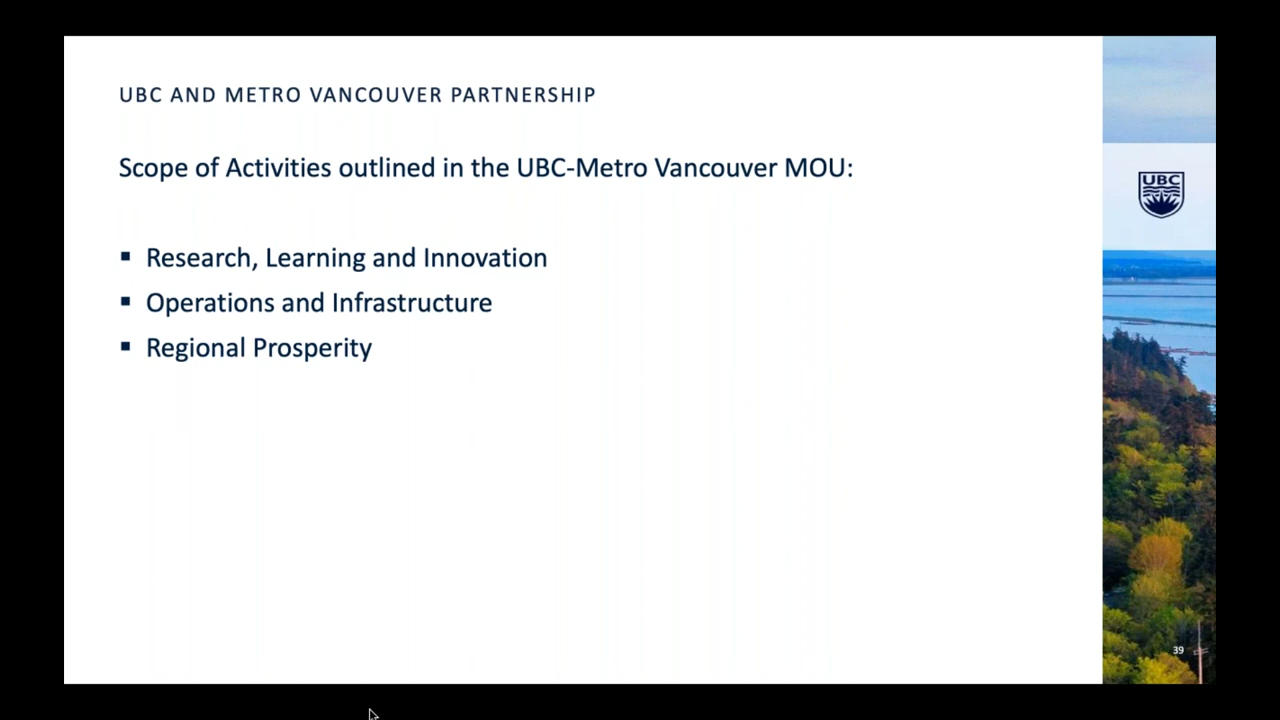 UBC AND METRO VANCOUVER PARTNERSHIP
Scope of Activities outlined in the UBC-Metro Vancouver MOU:
▪ Research, Learning and Innovation
▪ Operations and Infrastructure
▪ Regional Prosperity
UBC
39